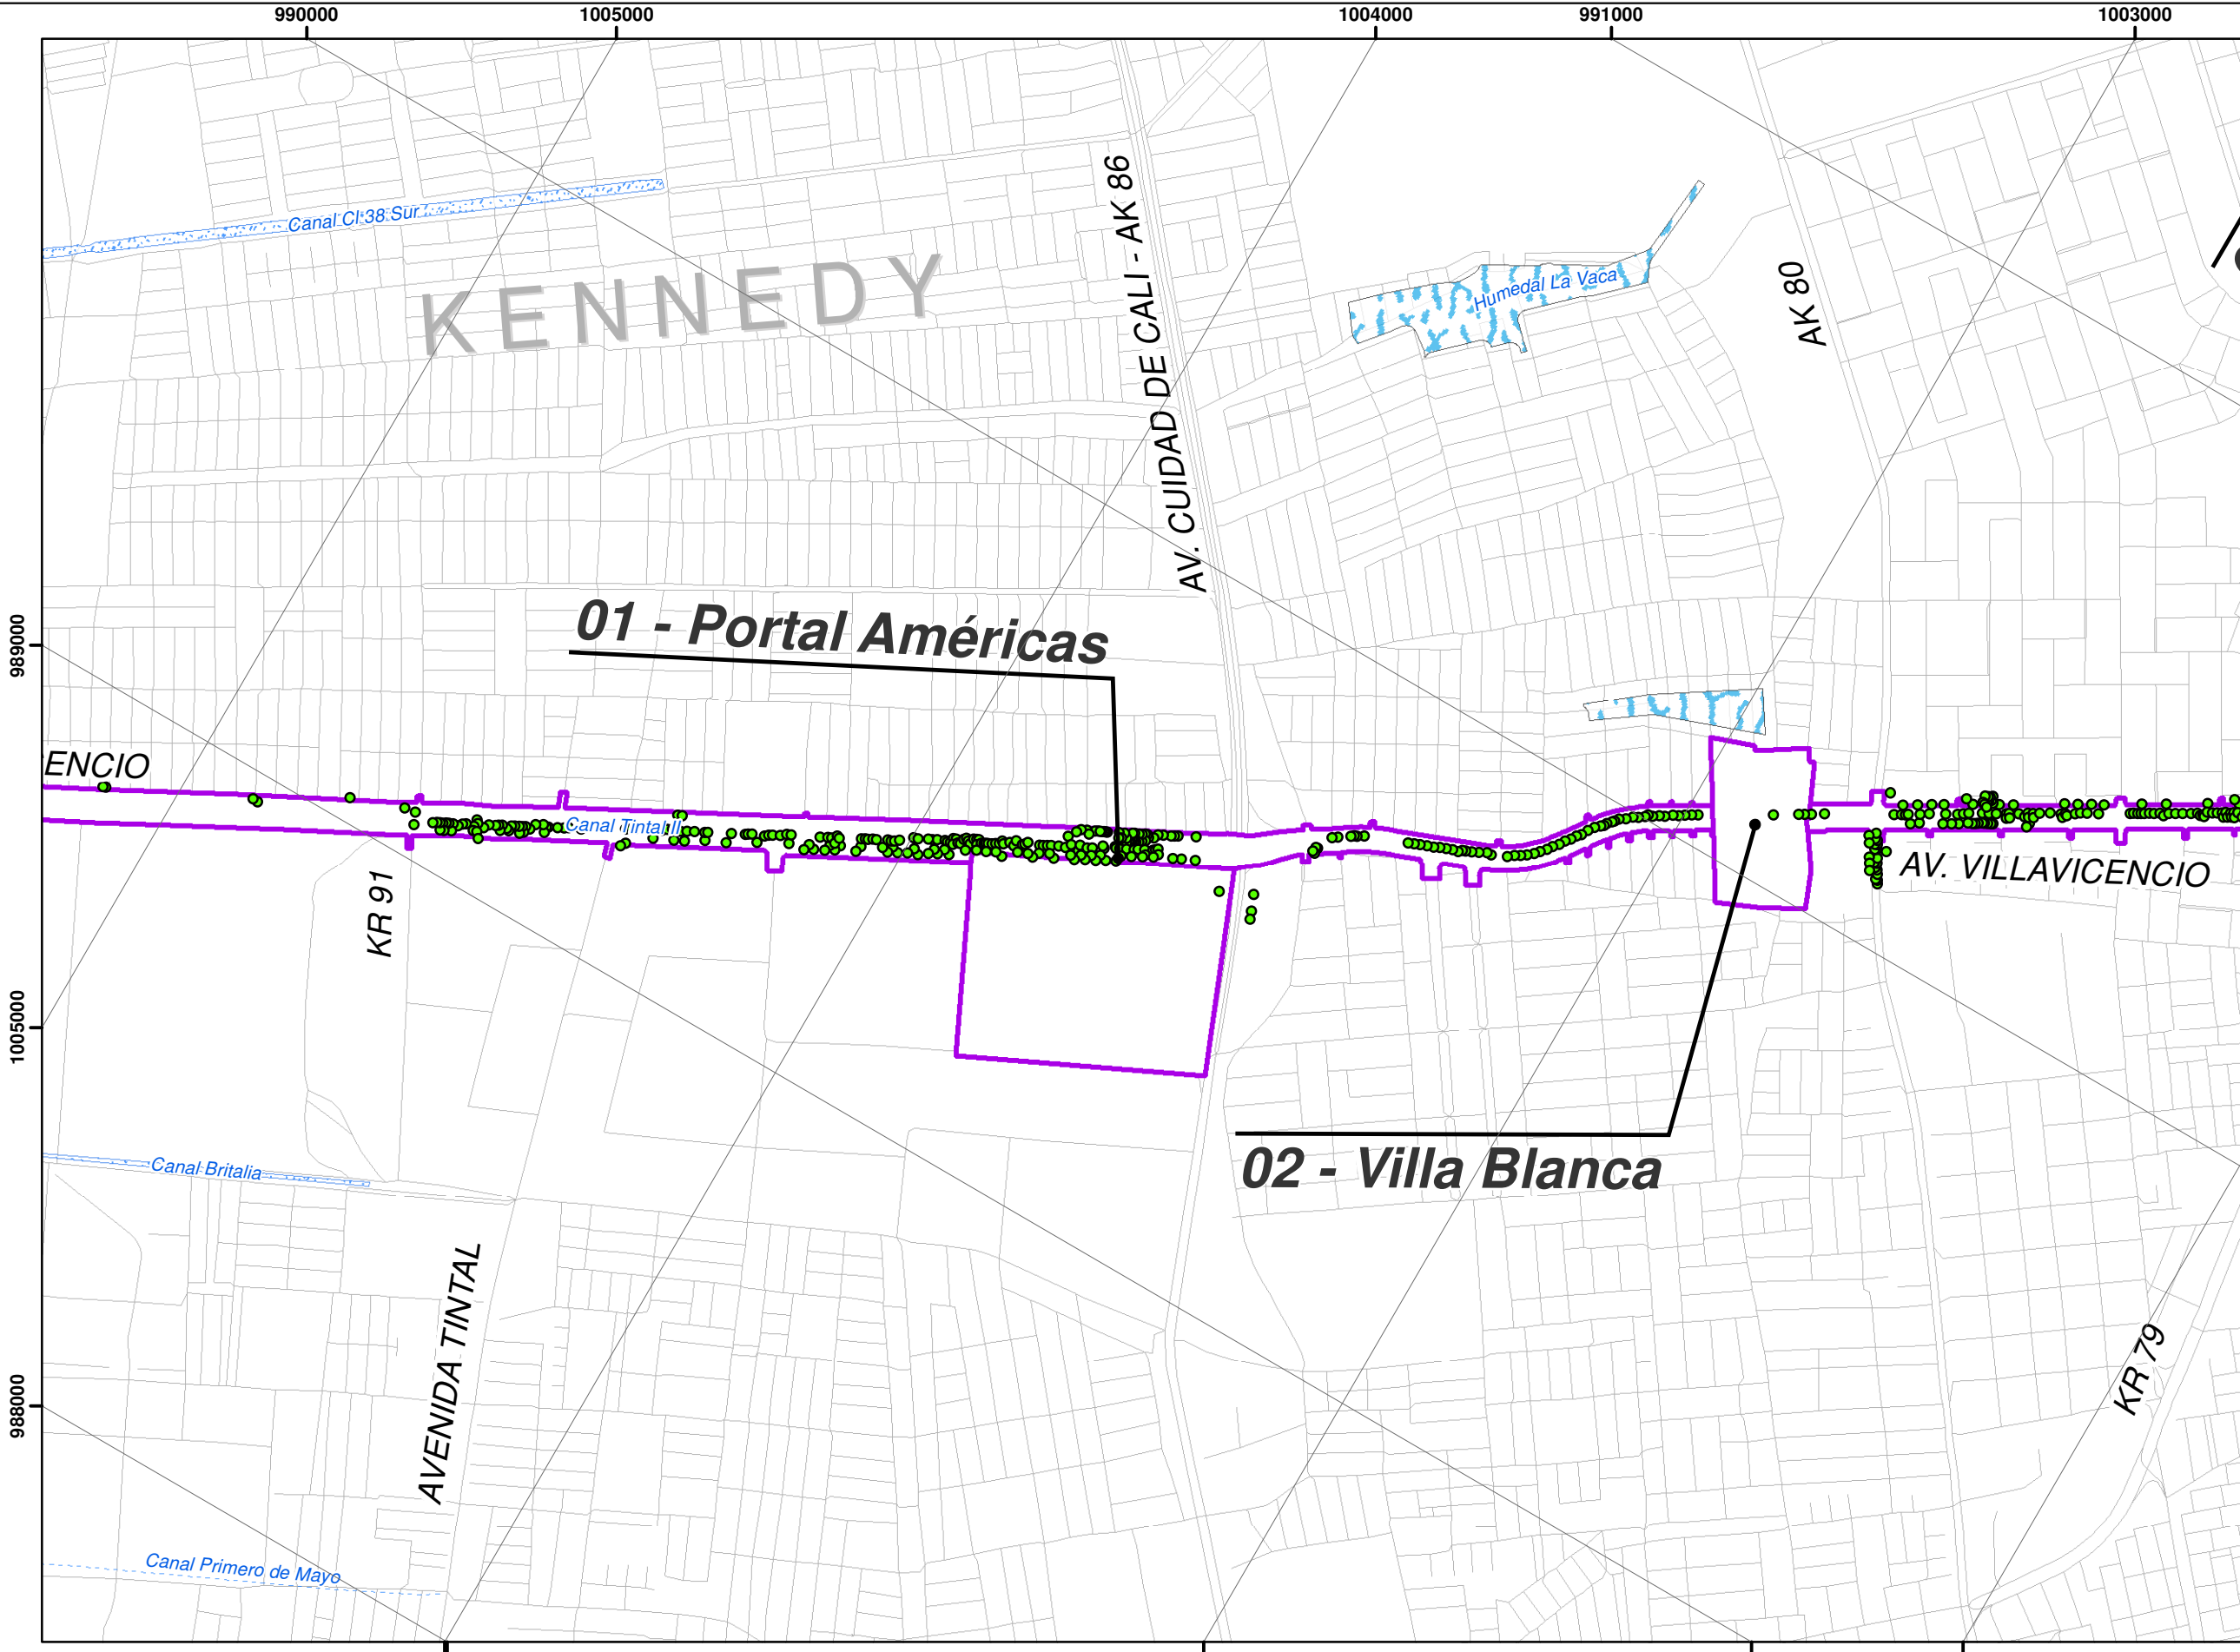 990000
1005000
1004000
991000
1003000
Canal Cl 38 Sur
KENNEDY
AV. CUIDAD DE CALI - AK 86
Humedal La Vaca
AK 80
989000
01 - Portal Américas
ENCIO
Canal Tintal II
KR 91
AV. VILLAVICENCIO
1005000
02 - Villa Blanca
Canal Britalia
AVENIDA TINTAL
KR 79
988000
Canal Primero de Mayo